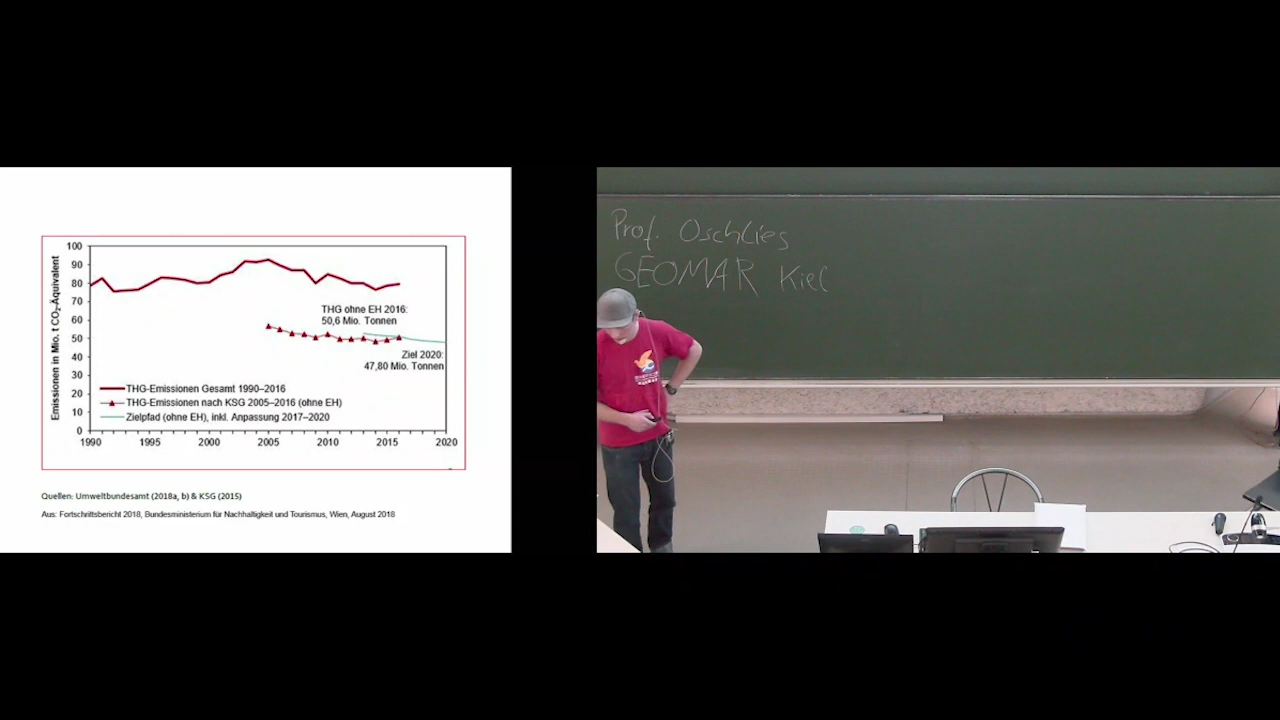 100
90
80
70
60
50
40
30
20
10
0
Emissionen in Mio. t CO₂-Äquivalent
THG ohne EH 2016:
50,6 Mio. Tonnen
Ziel 2020:
47,80 Mio. Tonnen
THG-Emissionen Gesamt 1990–2016
THG-Emissionen nach KSG 2005–2016 (ohne EH)
Zielpfad (ohne EH), inkl. Anpassung 2017–2020
1990 1995 2000 2005 2010 2015 2020
Quellen: Umweltbundesamt (2018a, b) & KSG (2015)
Aus: Fortschrittsbericht 2018, Bundesministerium für Nachhaltigkeit und Tourismus, Wien, August 2018
Prof. Oschlies
GEOMAR Kiel